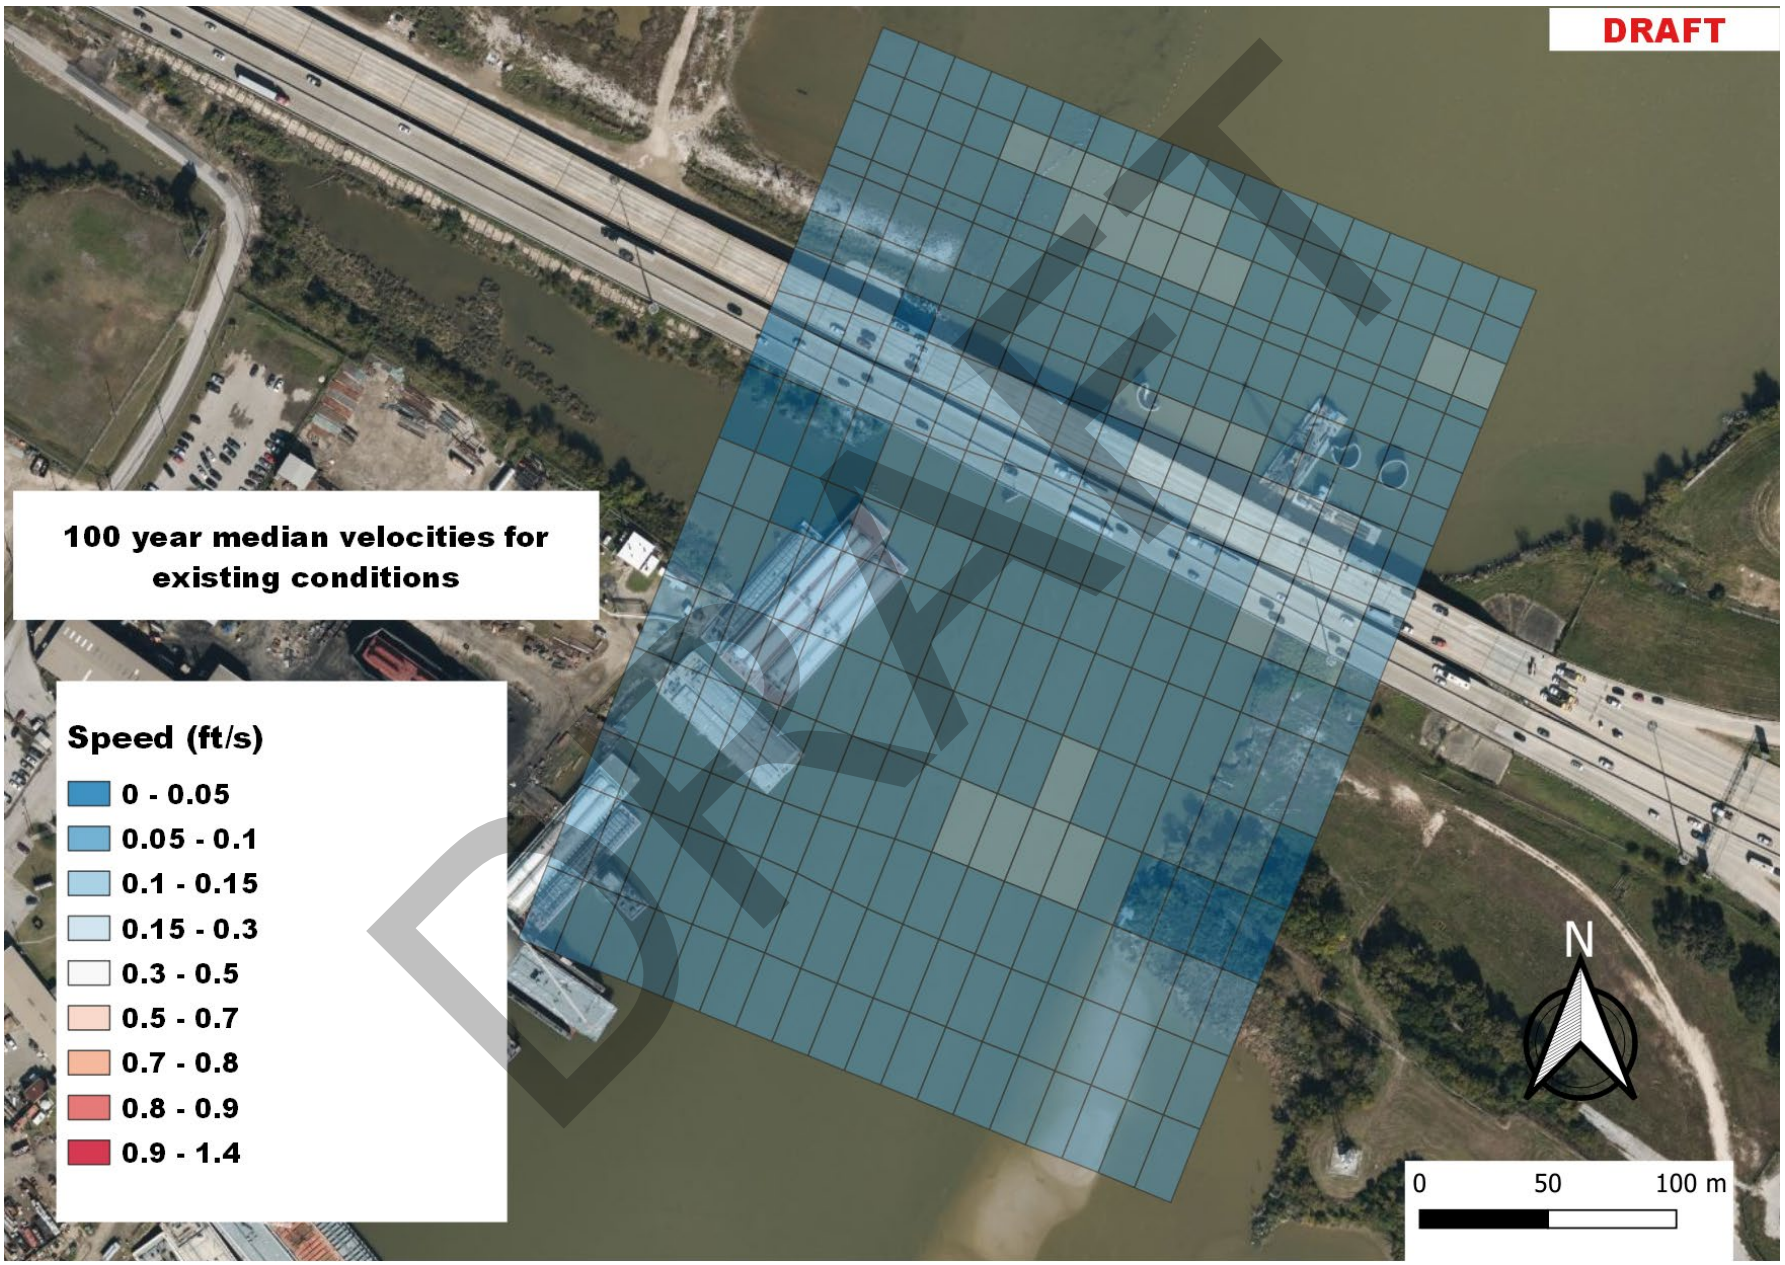 DRAFT
DRAFT
100 year median velocities for
existing conditions
Speed (ft/s)
0 - 0.05
0.05 - 0.1
0.1 - 0.15
0.15 - 0.3
0.3 - 0.5
0.5 - 0.7
0.7 - 0.8
0.8 - 0.9
0.9 - 1.4
N
0 50 100 m